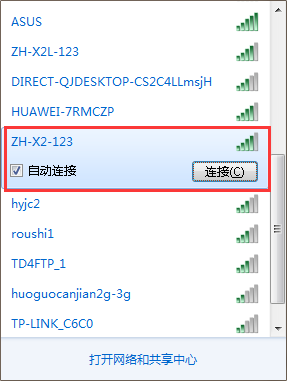 ASUS
ZH-X2L-123
DIRECT-QJDESKTOP-CS2C4LLmsjH
HUAWEI-7RMCZP
ZH-X2-123
自动连接
连接(C)
hyjc2
roushi1
TD4FTP_1
huoguocanjian2g-3g
TP-LINK_C6C0
打开网络和共享中心